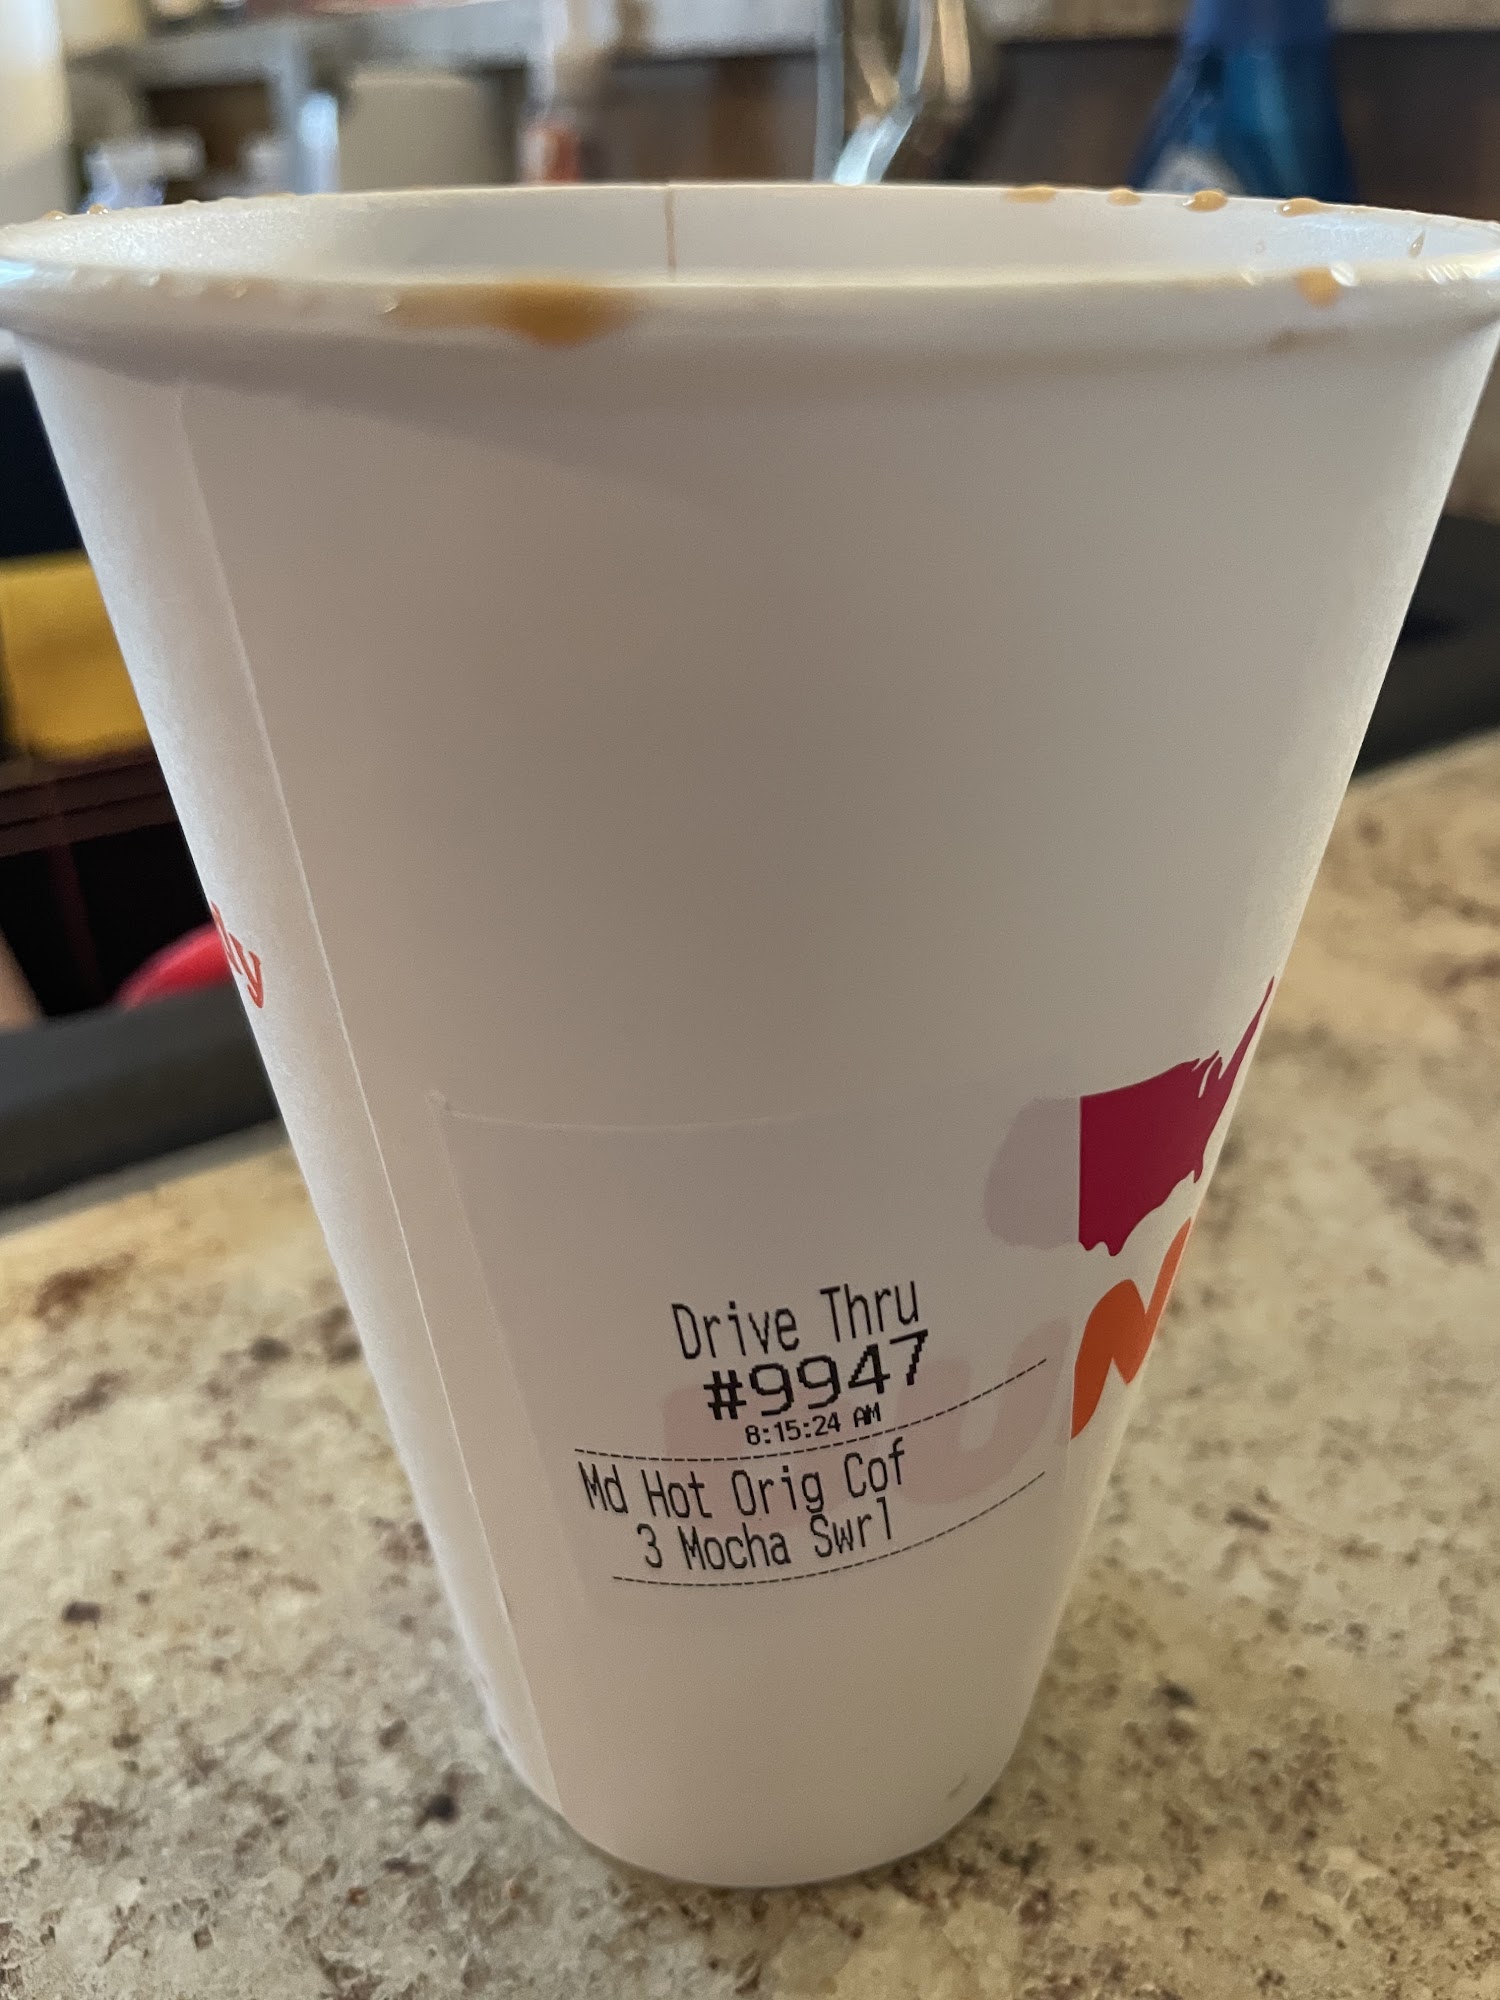 Drive Thru
#9947
8:15:24 AM
Md Hot Orig Cof
3 Mocha Swrl